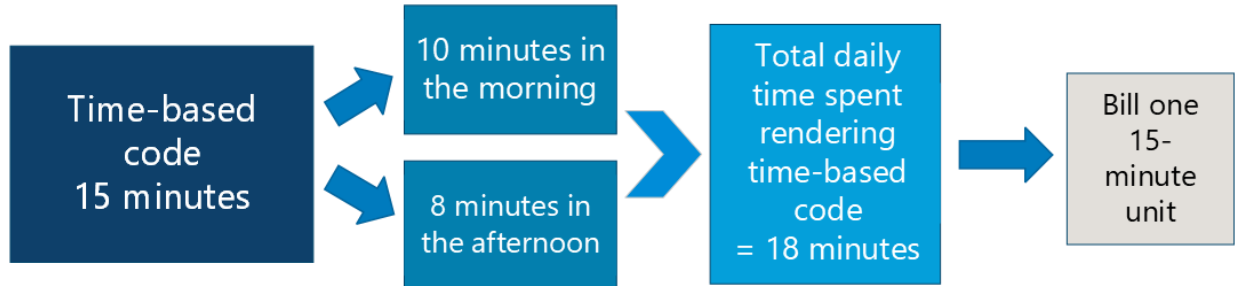 Time-based
code
15 minutes
10 minutes in
the morning
8 minutes in
the afternoon
Total daily
time spent
rendering
time-based
code
= 18 minutes
Bill one
15-
minute
unit